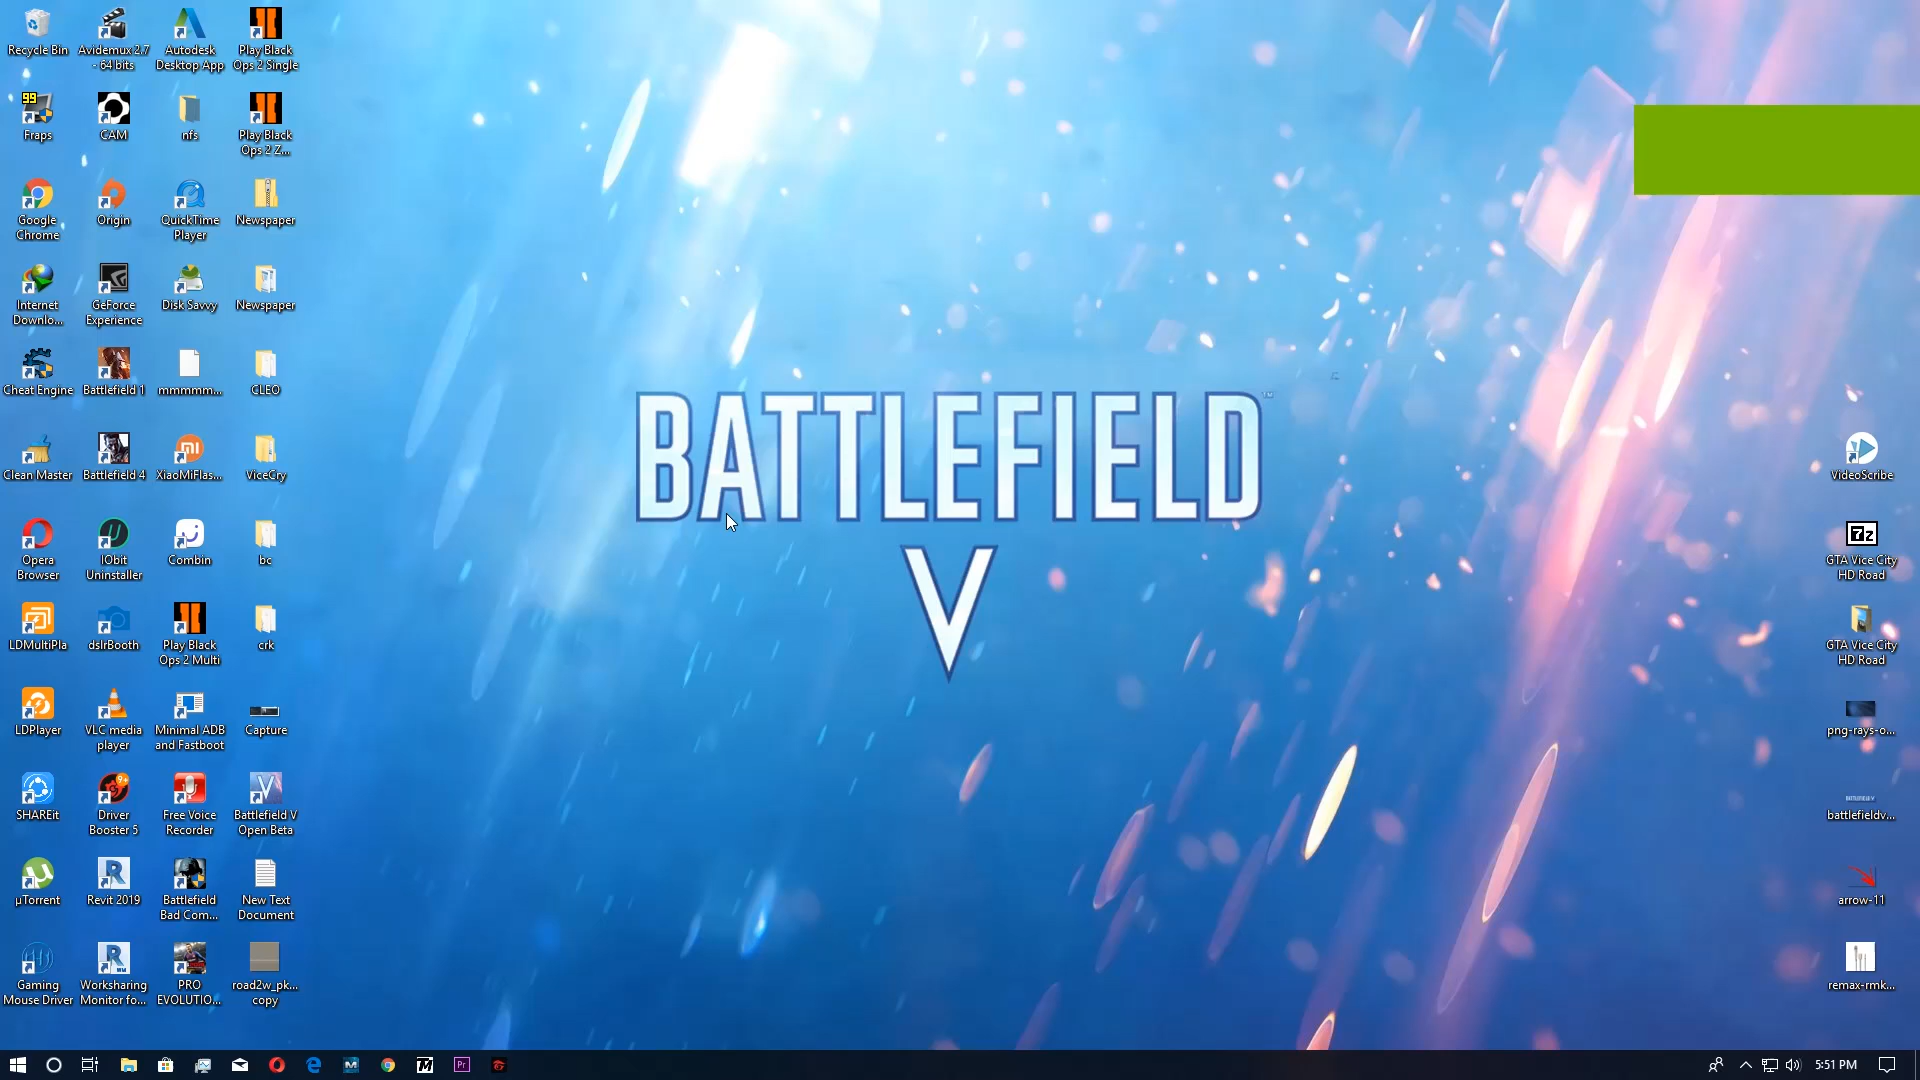 Recycle Bin
Avidemux 2.7
- 64 bits
Autodesk
Desktop App
Play Black
Ops 2 Single
99
Fraps
CAM
nfs
Play Black
Ops 2 Z...
Google
Chrome
Origin
QuickTime
Player
Newspaper
Internet
Downlo...
GeForce
Experience
Disk Savvy
Newspaper
Cheat Engine
Battlefield 1
mmmmm...
CLEO
Clean Master
Battlefield 4
XiaoMiFlas...
ViceCry
Opera
Browser
IObit
Uninstaller
Combin
bc
LDMultiPla
dslrBooth
Play Black
Ops 2 Multi
crk
LDPlayer
VLC media
player
Minimal ADB
and Fastboot
Capture
SHAREit
9+
Driver
Booster 5
Free Voice
Recorder
Battlefield V
Open Beta
µTorrent
Revit 2019
Battlefield
Bad Com...
New Text
Document
Gaming
Mouse Driver
Worksharing
Monitor fo...
PRO
EVOLUTIO...
road2w_pk...
copy
BATTLEFIELD™
V
VideoScribe
7z
GTA Vice City
HD Road
GTA Vice City
HD Road
png-rays-o...
battlefieldv...
arrow-11
remax-rmk...
Pr
5:51 PM